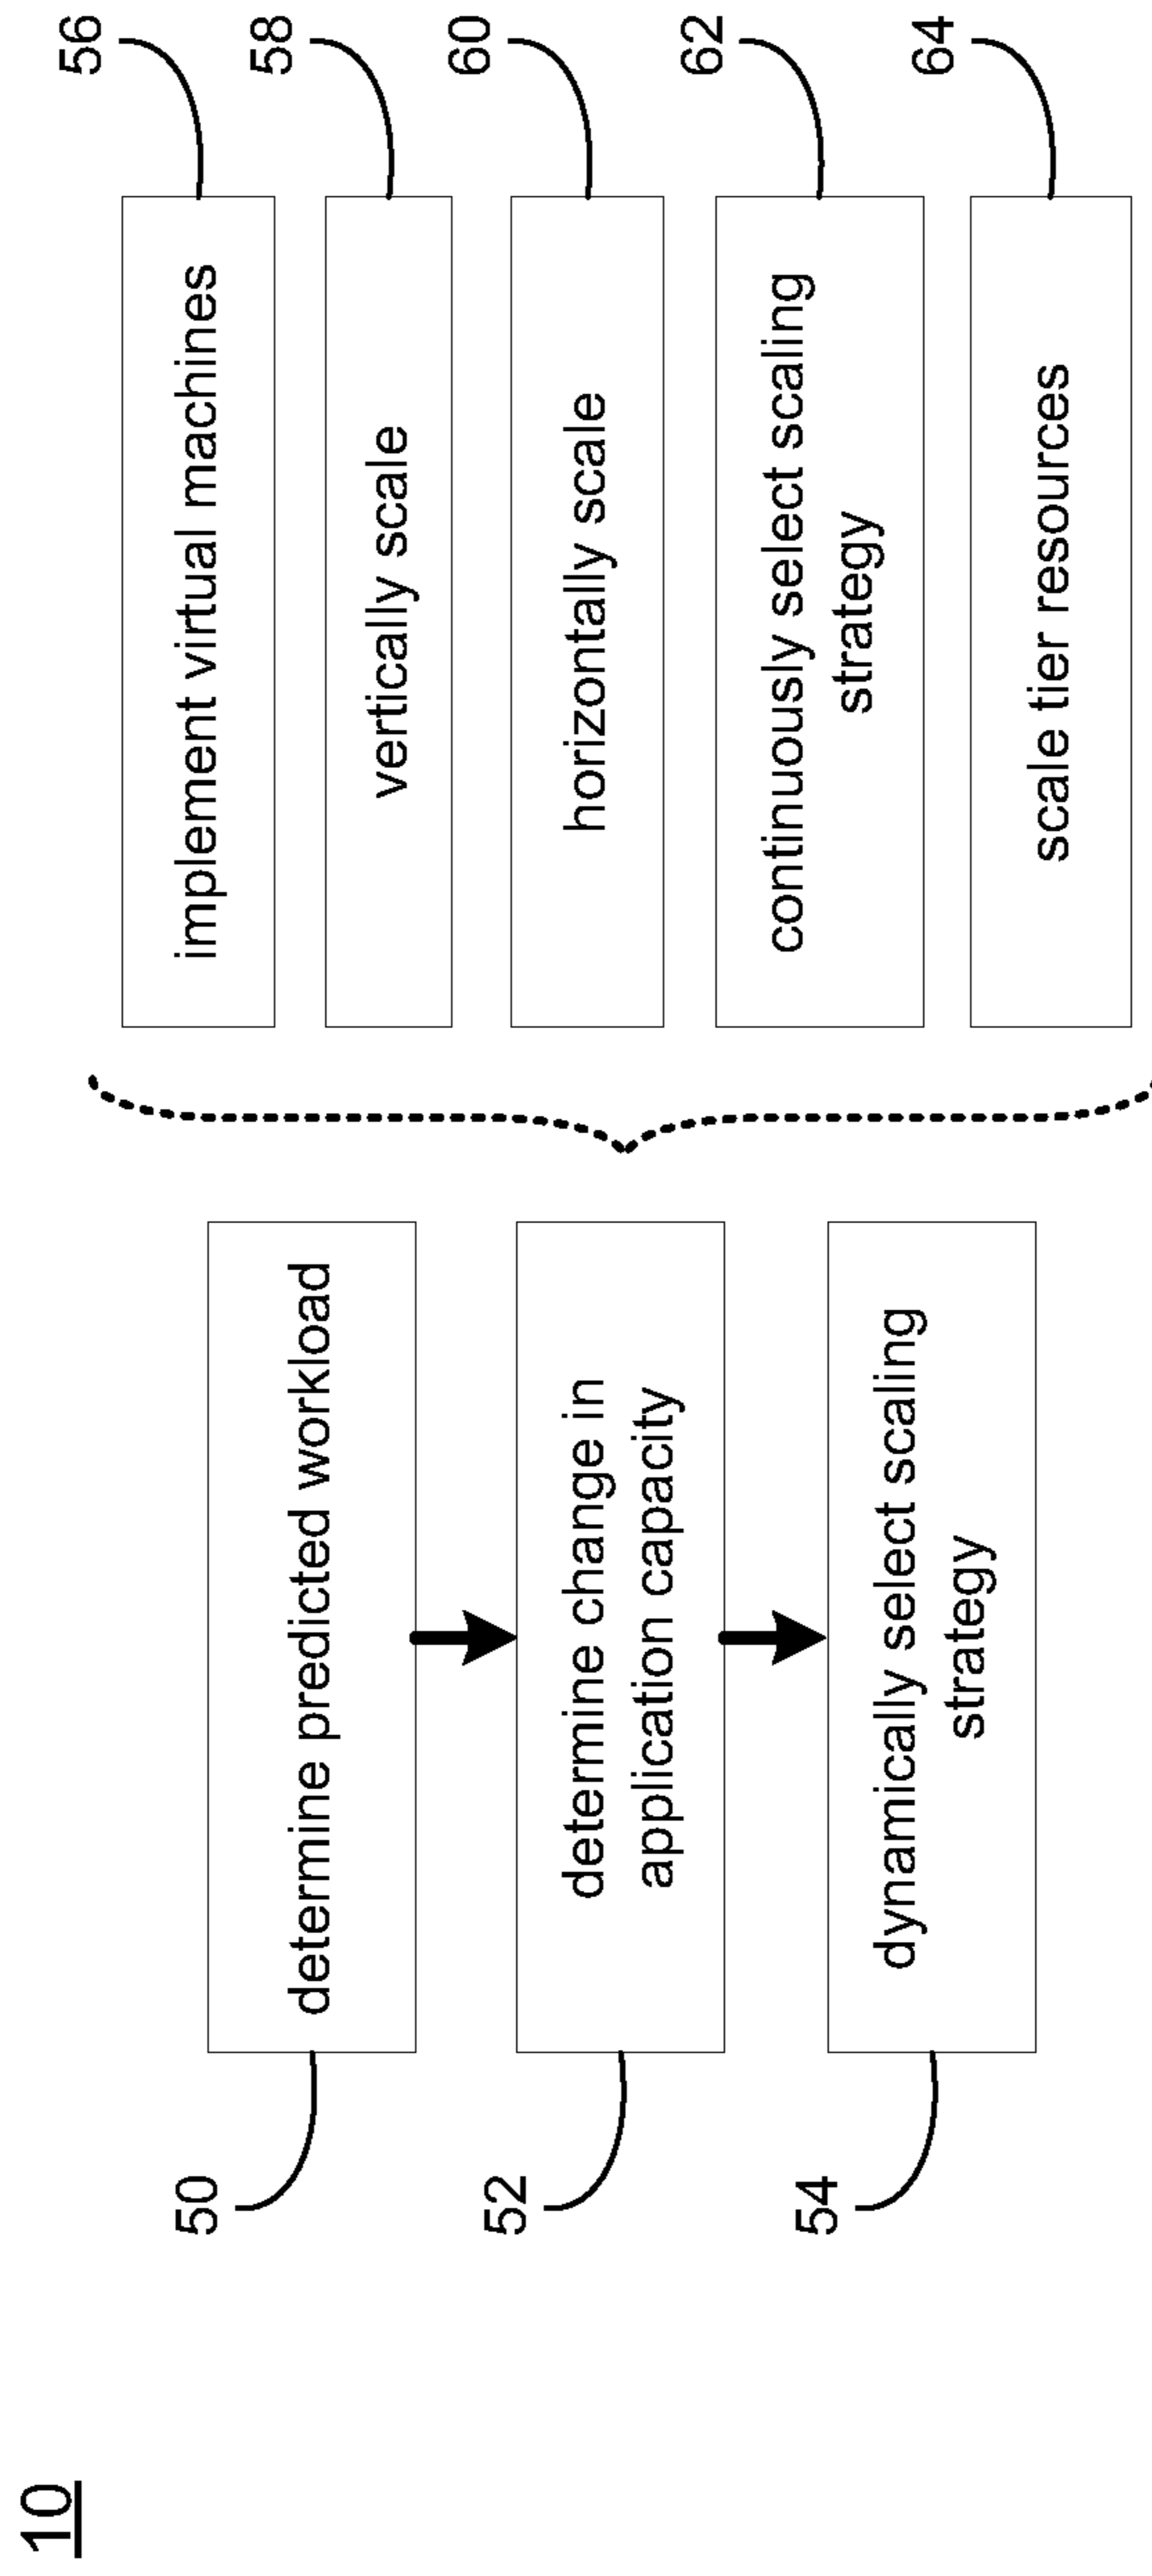 10
50
determine predicted workload
52
determine change in
application capacity
54
dynamically select scaling
strategy
implement virtual machines
56
vertically scale
58
horizontally scale
60
continuously select scaling
strategy
62
scale tier resources
64